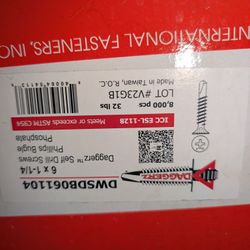 DWSDB061104
6 x 1-1/4
Daggerz™ Self Drill Screws
Phillips Bugle
Phosphate
DAGGERZ
Meets or exceeds ASTM C954
ICC ESL-1128
8,000 pcs
32 lbs
LOT # V23G1B
Made in Taiwan, R.O.C.
INTERNATIONAL FASTENERS, INC